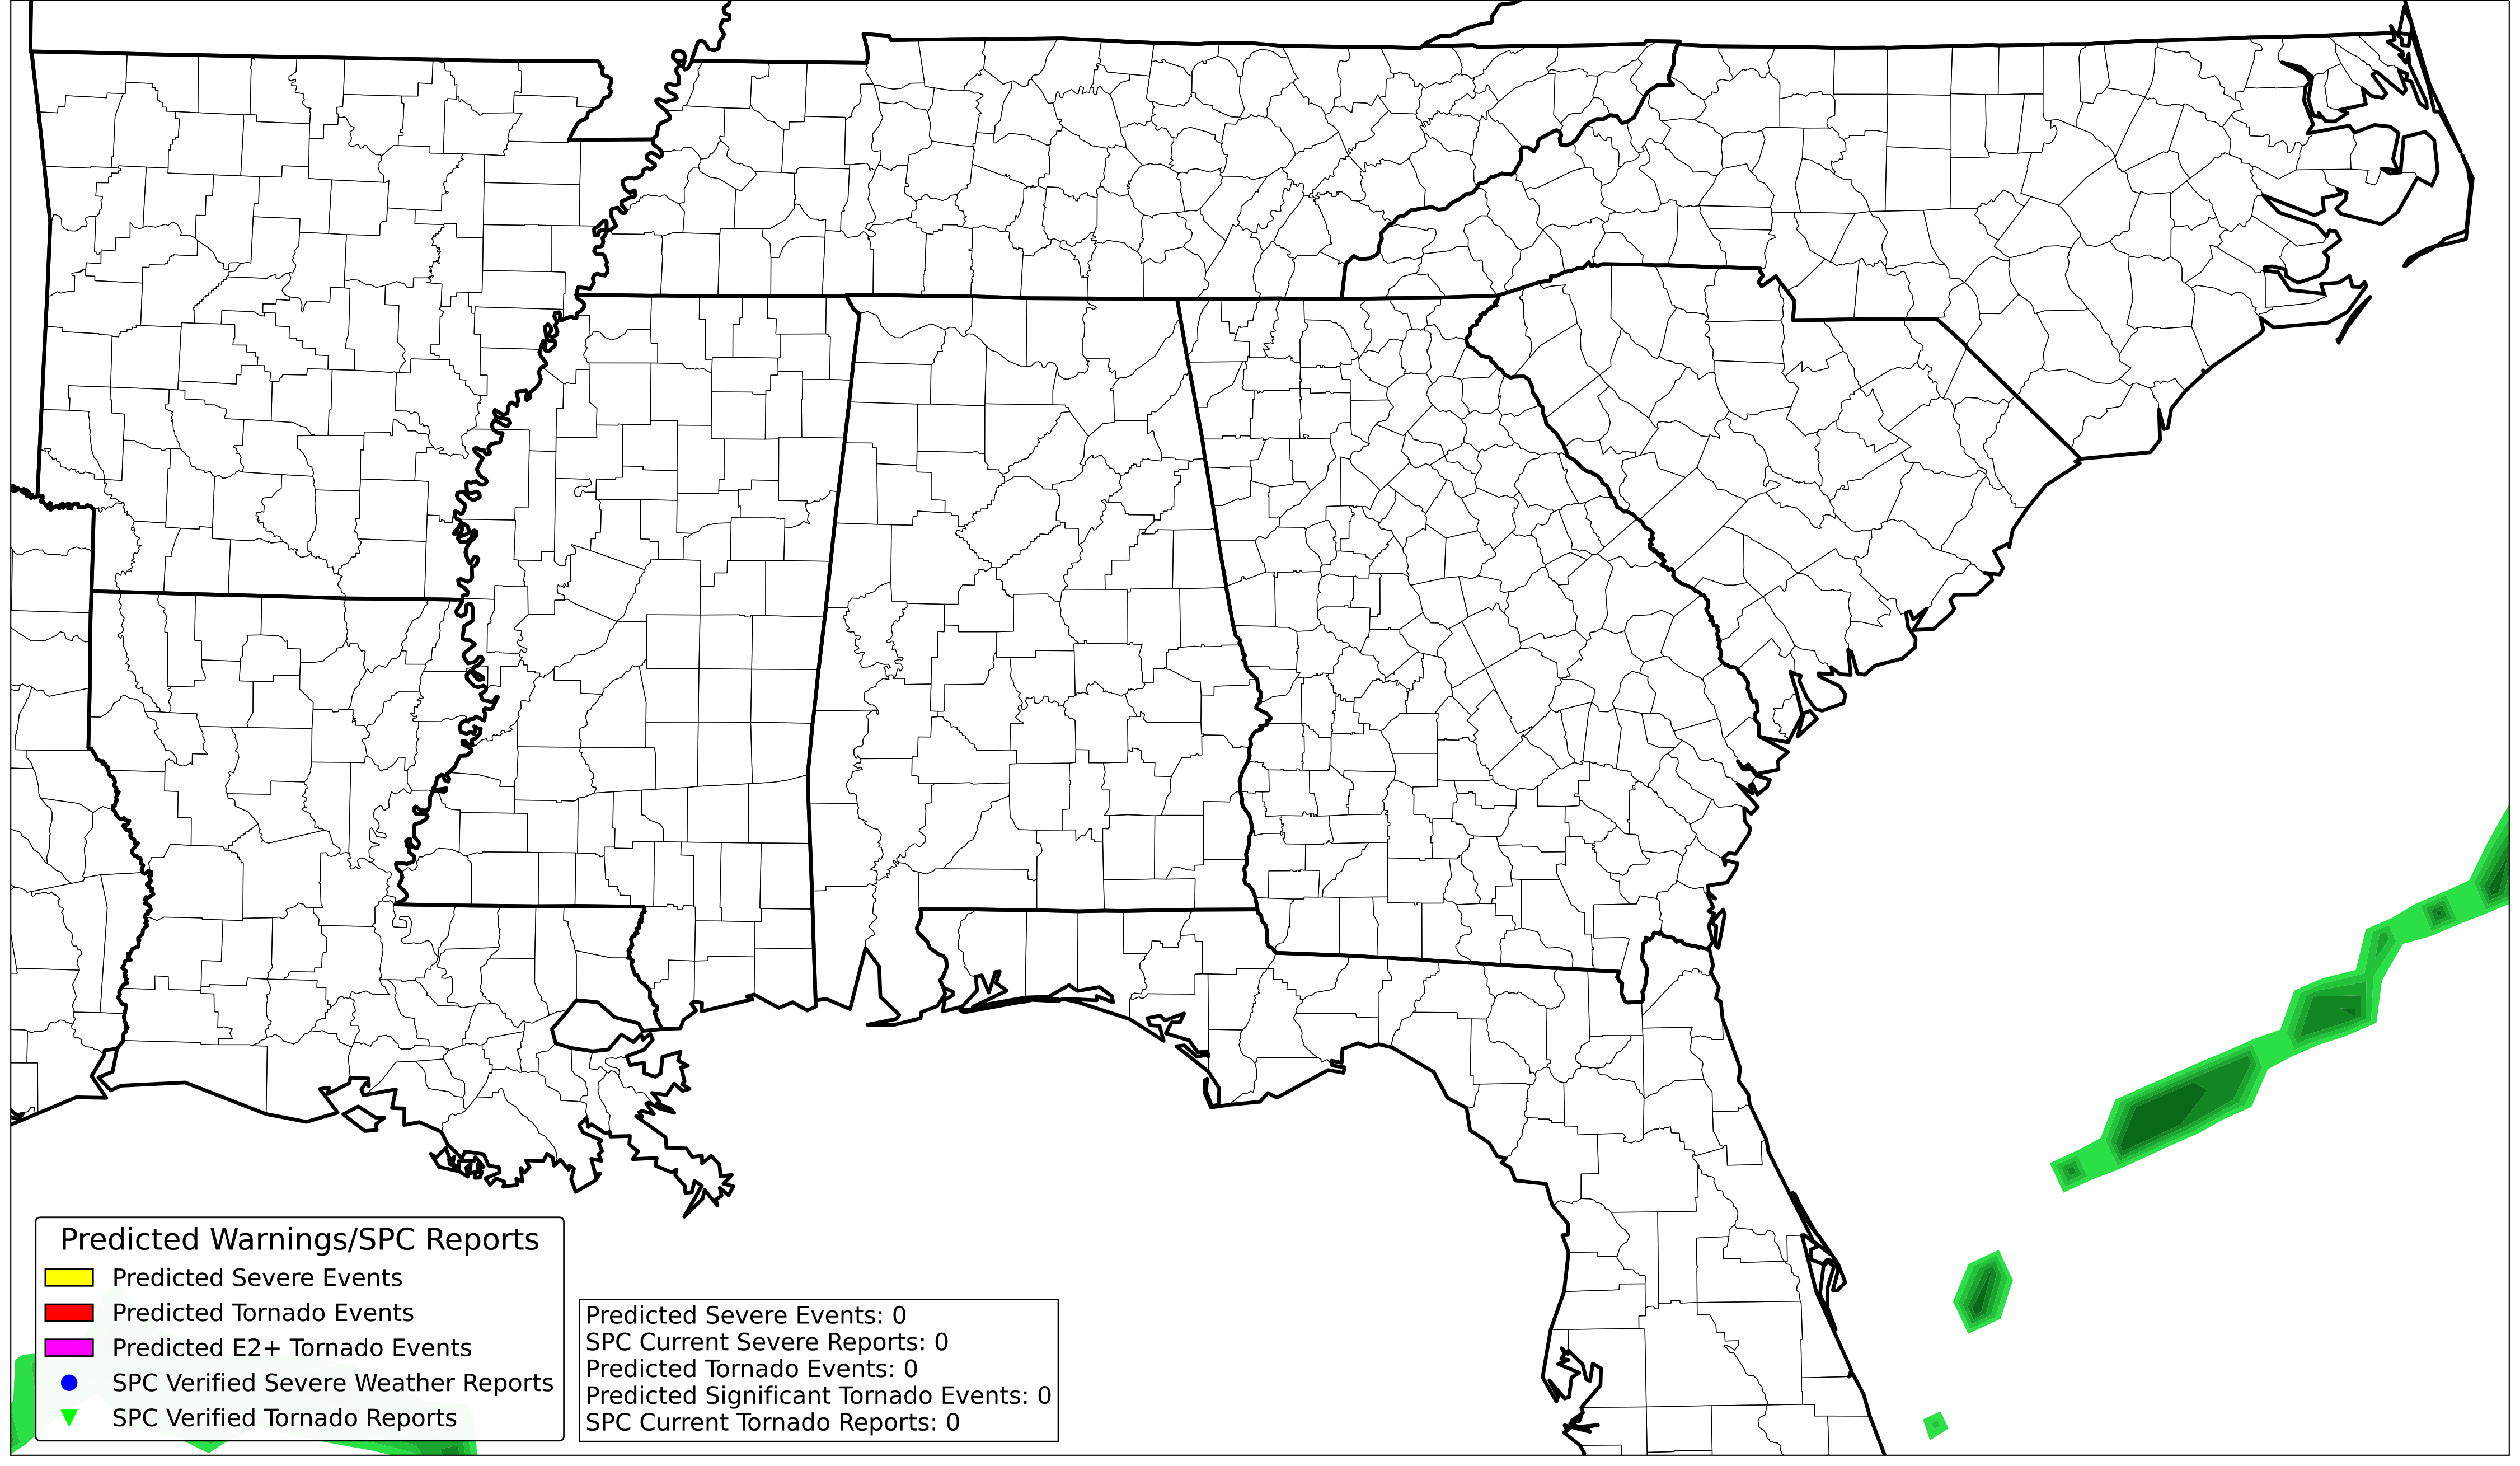 Predicted Warnings/SPC Reports
Predicted Severe Events
Predicted Tornado Events
Predicted E2+ Tornado Events
SPC Verified Severe Weather Reports
SPC Verified Tornado Reports
Predicted Severe Events: 0
SPC Current Severe Reports: 0
Predicted Tornado Events: 0
Predicted Significant Tornado Events: 0
SPC Current Tornado Reports: 0